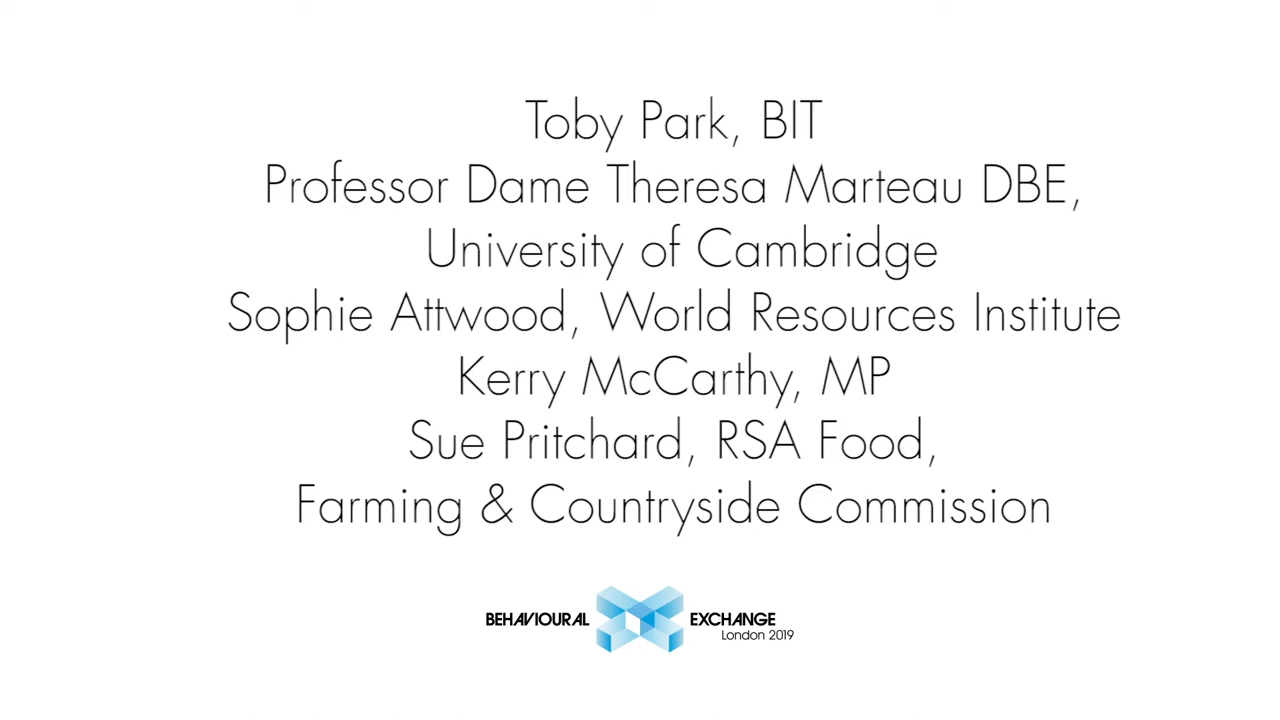 Toby Park, BIT
Professor Dame Theresa Marteau DBE,
University of Cambridge
Sophie Attwood, World Resources Institute
Kerry McCarthy, MP
Sue Pritchard, RSA Food,
Farming & Countryside Commission
BEHAVIOURAL EXCHANGE
London 2019